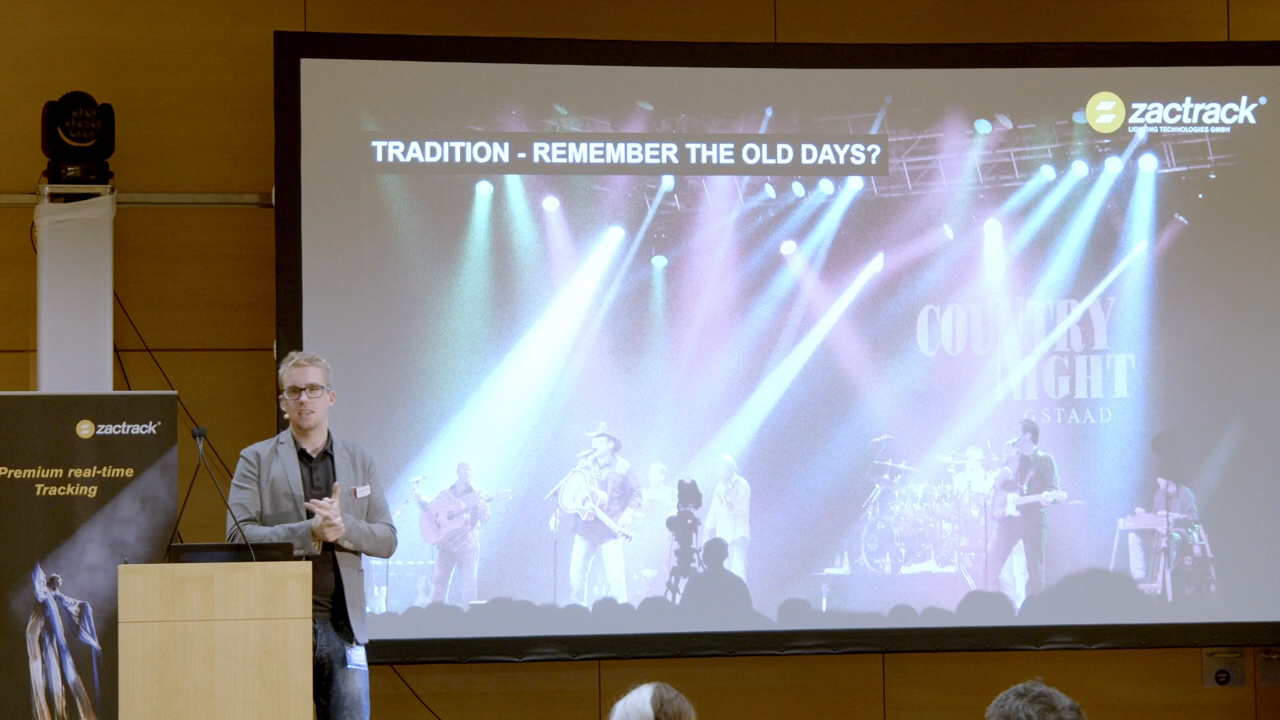 zactrack®
LIGHTING TECHNOLOGIES GMBH
TRADITION - REMEMBER THE OLD DAYS?
COUNTRY
NIGHT
GSTAAD
zactrack®
Premium real-time
Tracking